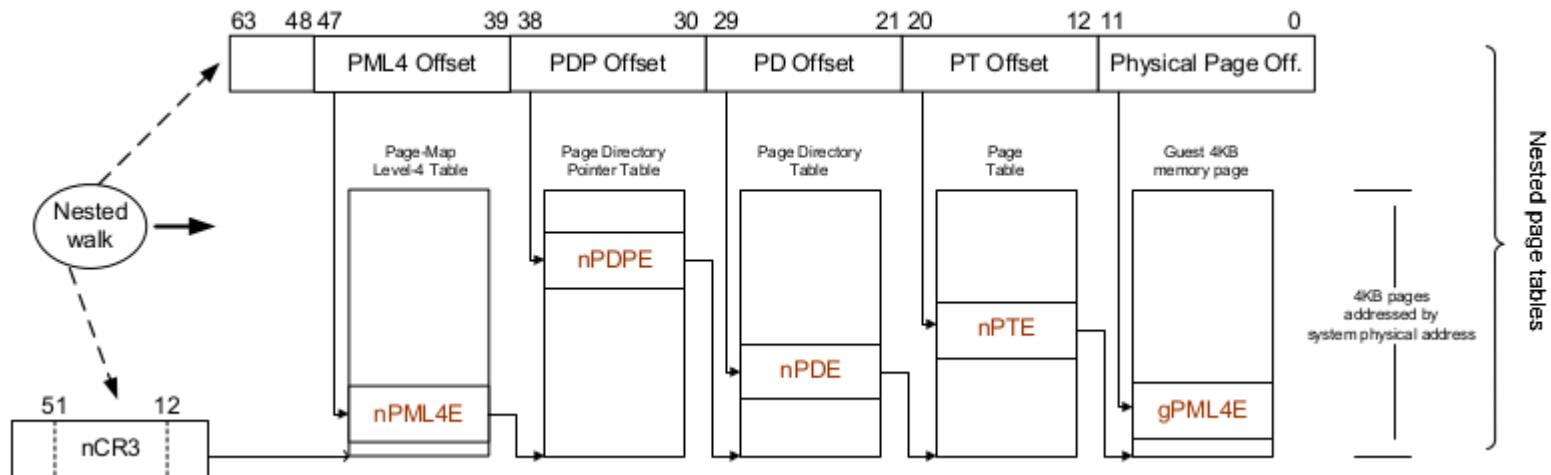 63 48 47 39 38 30 29 21 20 12 11 0
PML4 Offset PDP Offset PD Offset PT Offset Physical Page Off.
Page-Map
Level-4 Table
Page Directory
Pointer Table
Page Directory
Table
Page
Table
Guest 4KB
memory page
Nested
walk
nPDPE
nPTE
nPDE
nPML4E
gPML4E
4KB pages
addressed by
system physical address
Nested page tables
51 12
nCR3